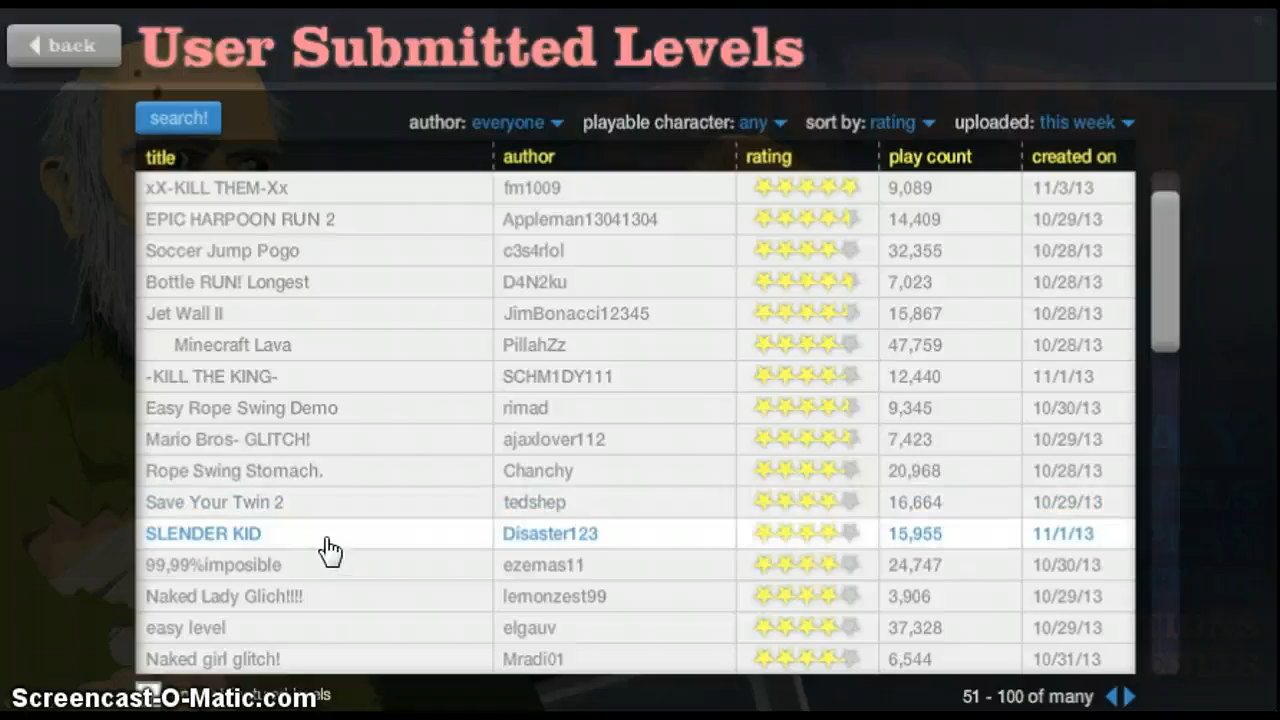 back
User Submitted Levels
search!
author: everyone playable character: any sort by: rating uploaded: this week
title author rating play count created on
xX-KILL THEM-Xx fm1009 9,089 11/3/13
EPIC HARPOON RUN 2 Appleman13041304 14,409 10/29/13
Soccer Jump Pogo c3s4rlol 32,355 10/28/13
Bottle RUN! Longest D4N2ku 7,023 10/28/13
Jet Wall II JimBonacci12345 15,867 10/28/13
Minecraft Lava PillahZz 47,759 10/28/13
-KILL THE KING- SCHM1DY111 12,440 11/1/13
Easy Rope Swing Demo rimad 9,345 10/30/13
Mario Bros- GLITCH! ajaxlover112 7,423 10/29/13
Rope Swing Stomach. Chanchy 20,968 10/28/13
Save Your Twin 2 tedshep 16,664 10/29/13
SLENDER KID Disaster123 15,955 11/1/13
99,99%imposible ezemas11 24,747 10/30/13
Naked Lady Glich!!!! lemonzest99 3,906 10/29/13
easy level elgauv 37,328 10/29/13
Naked girl glitch! Mradi01 6,544 10/31/13
Screencast-O-Matic.com 51 - 100 of many